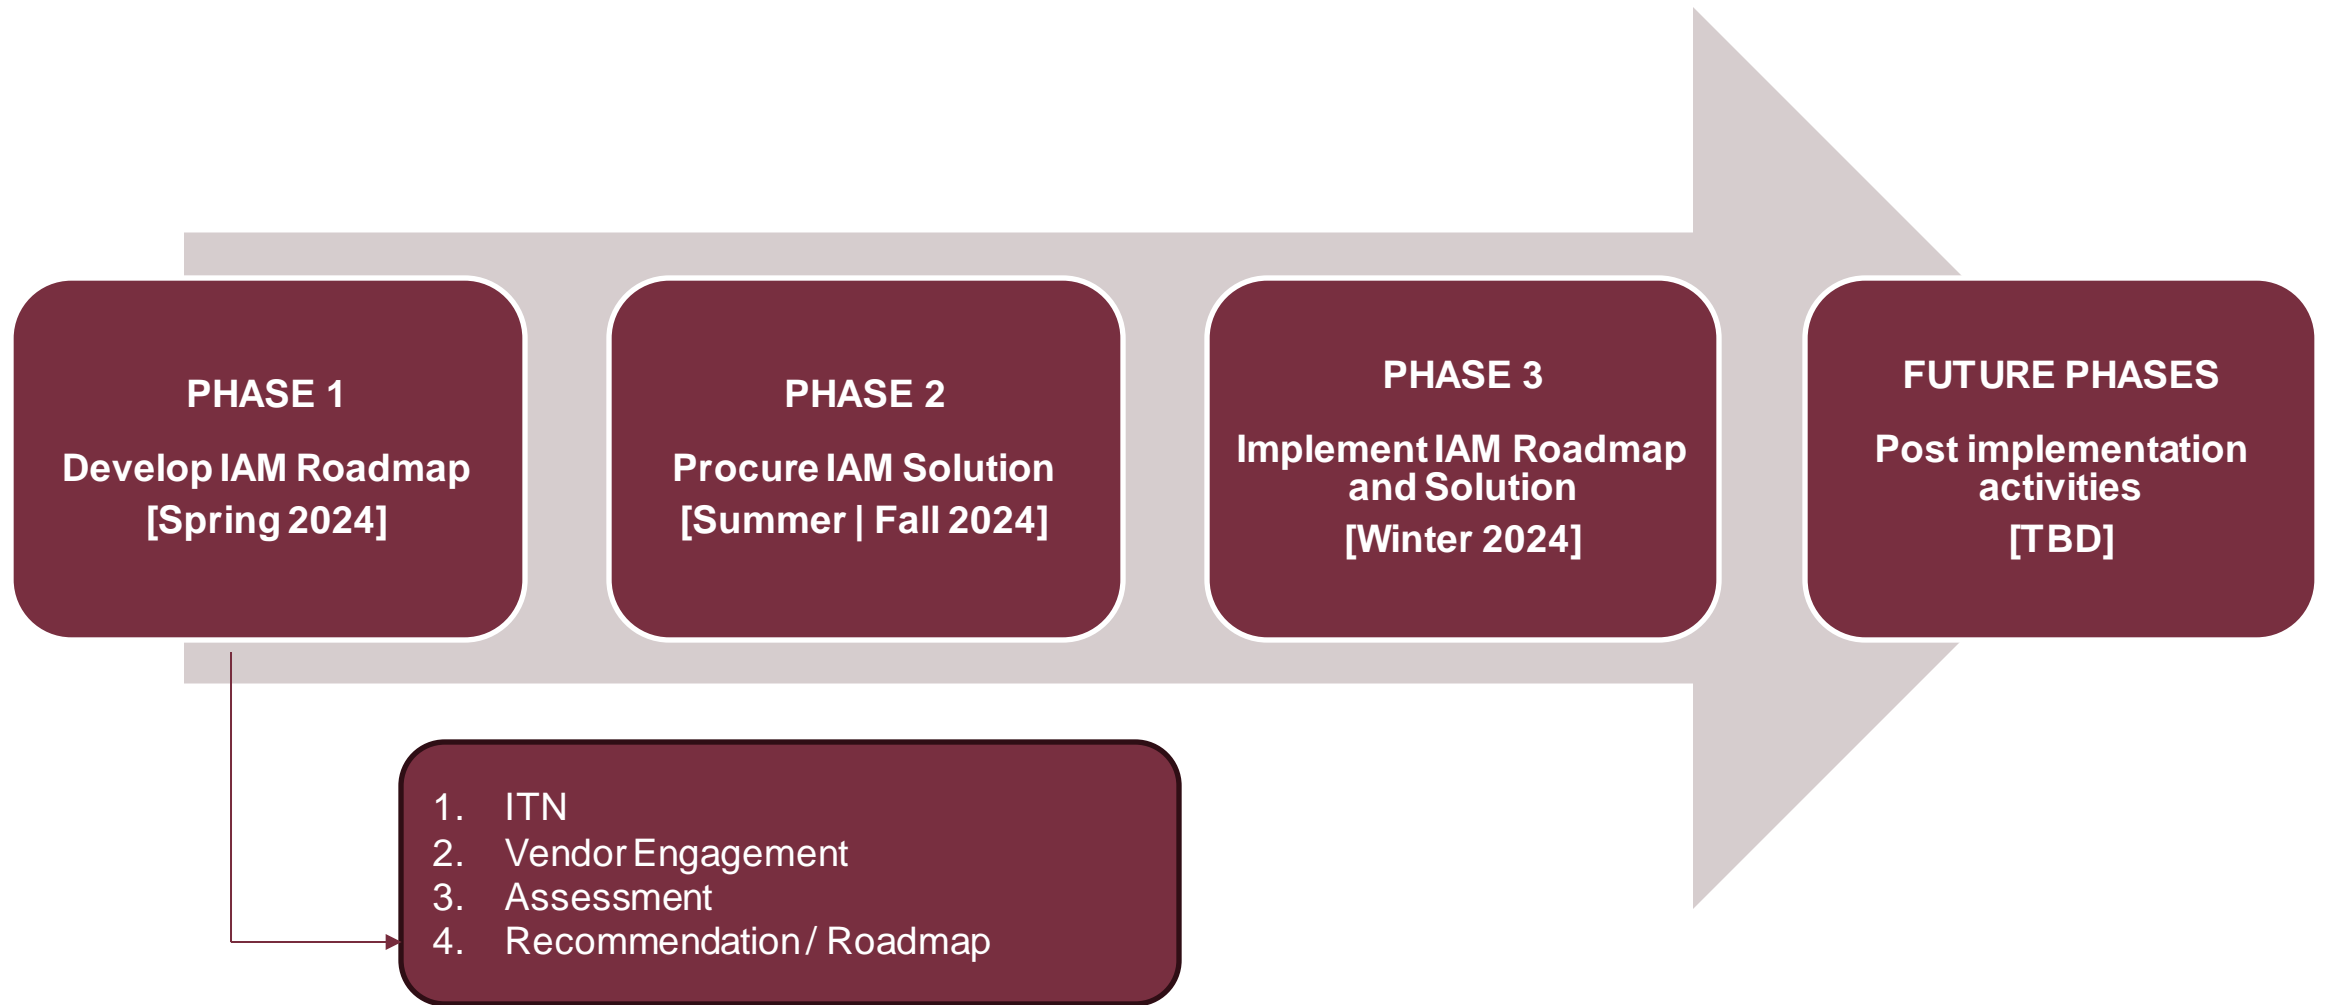 PHASE 1
Develop IAM Roadmap
[Spring 2024]
PHASE 2
Procure IAM Solution
[Summer | Fall 2024]
PHASE 3
Implement IAM Roadmap
and Solution
[Winter 2024]
FUTURE PHASES
Post implementation
activities
[TBD]
1. ITN
2. Vendor Engagement
3. Assessment
4. Recommendation / Roadmap